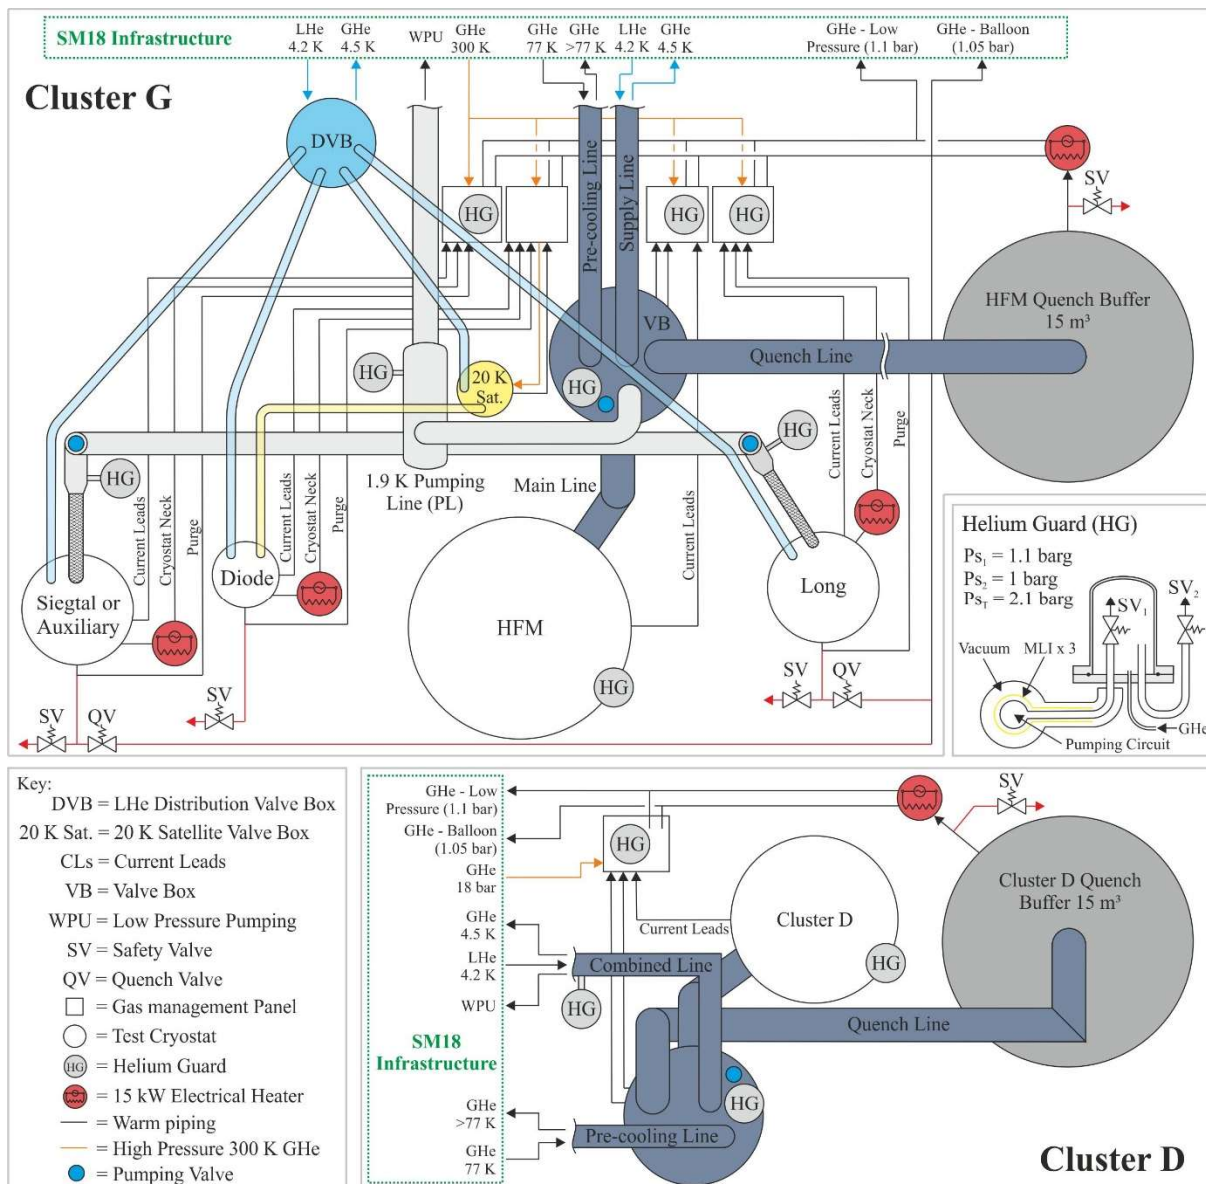 SM18 Infrastructure
LHe
4.2 K
GHe
4.5 K
WPU
GHe
300 K
GHe
77 K
GHe
>77 K
LHe
4.2 K
GHe
4.5 K
GHe - Low
Pressure (1.1 bar)
GHe - Balloon
(1.05 bar)
Cluster G
DVB
HG
HG
HG
Pre-cooling Line
Supply Line
SV
HFM Quench Buffer
15 m³
VB
Quench Line
HG
20 K
Sat.
HG
HG
HG
1.9 K Pumping
Line (PL)
Main Line
Current Leads
Cryostat Neck
Purge
Current Leads
Cryostat Neck
Purge
Current Leads
Current Leads
Cryostat Neck
Purge
Siegtal or
Auxiliary
Diode
HFM
HG
Long
SV
QV
SV
SV
QV
Helium Guard (HG)
Ps₁ = 1.1 barg
Ps₂ = 1 barg
Ps_T = 2.1 barg
SV₁
SV₂
Vacuum
MLI x 3
GHe
Pumping Circuit
Key:
DVB = LHe Distribution Valve Box
20 K Sat. = 20 K Satellite Valve Box
CLs = Current Leads
VB = Valve Box
WPU = Low Pressure Pumping
SV = Safety Valve
QV = Quench Valve
= Gas management Panel
= Test Cryostat
HG = Helium Guard
= 15 kW Electrical Heater
= Warm piping
= High Pressure 300 K GHe
= Pumping Valve
GHe - Low
Pressure (1.1 bar)
GHe - Balloon
(1.05 bar)
GHe
18 bar
GHe
4.5 K
LHe
4.2 K
WPU
SM18
Infrastructure
GHe
>77 K
GHe
77 K
HG
SV
Cluster D Quench
Buffer 15 m³
Cluster D
Current Leads
HG
Combined Line
HG
Quench Line
HG
Pre-cooling Line
Cluster D